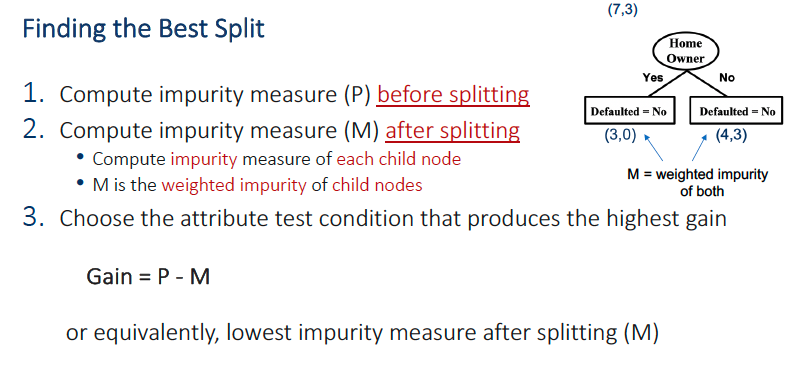 Finding the Best Split
1. Compute impurity measure (P) before splitting
2. Compute impurity measure (M) after splitting
• Compute impurity measure of each child node
• M is the weighted impurity of child nodes
3. Choose the attribute test condition that produces the highest gain
Gain = P - M
or equivalently, lowest impurity measure after splitting (M)
(7,3)
Home
Owner
Yes No
Defaulted = No Defaulted = No
(3,0) (4,3)
M = weighted impurity
of both